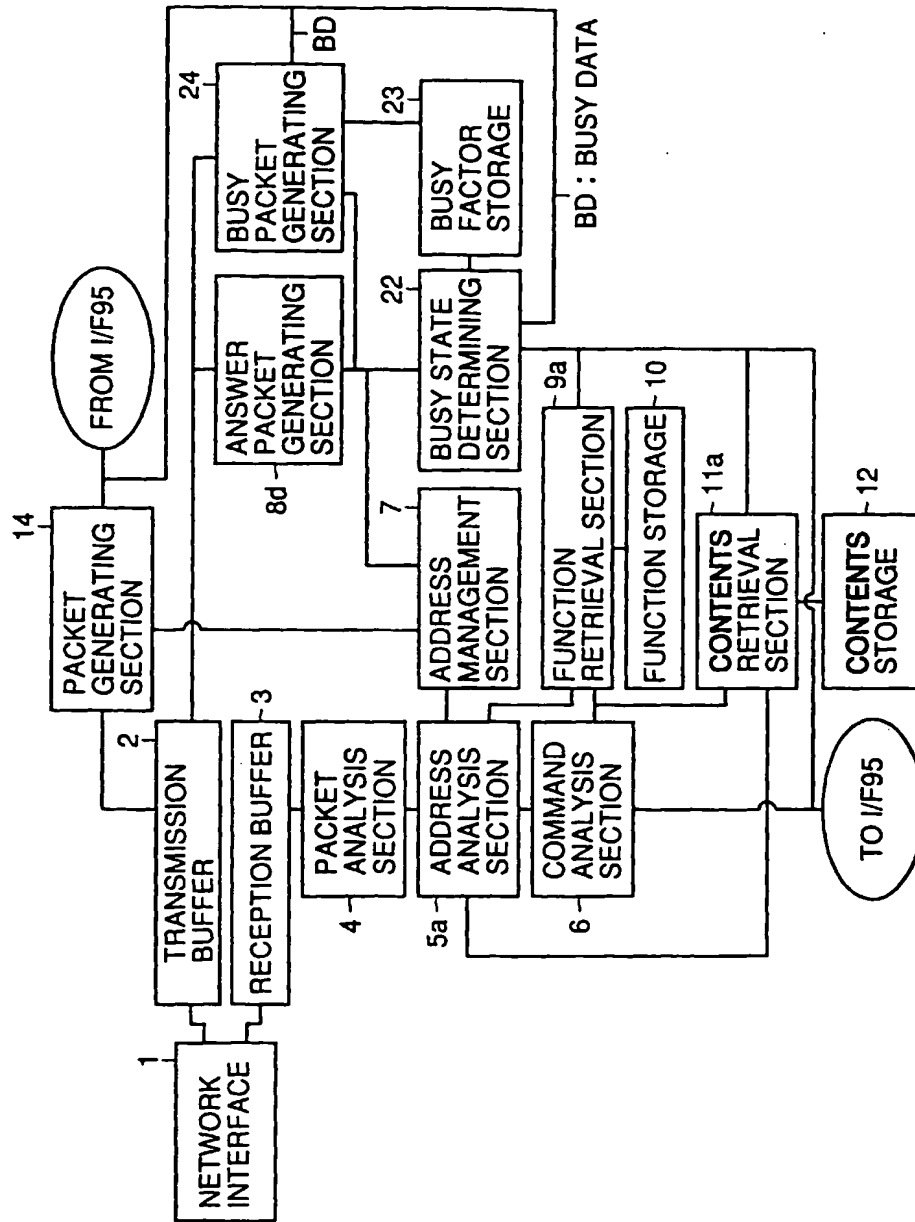 1
NETWORK
INTERFACE
2
TRANSMISSION
BUFFER
RECEPTION BUFFER
3
14
PACKET
GENERATING
SECTION
FROM I/F95
4
PACKET
ANALYSIS
SECTION
5a
ADDRESS
ANALYSIS
SECTION
6
COMMAND
ANALYSIS
SECTION
TO I/F95
7
ADDRESS
MANAGEMENT
SECTION
8d
ANSWER
PACKET
GENERATING
SECTION
24
BUSY
PACKET
GENERATING
SECTION
BD
22
BUSY STATE
DETERMINING
SECTION
23
BUSY
FACTOR
STORAGE
9a
FUNCTION
RETRIEVAL SECTION
10
FUNCTION STORAGE
11a
CONTENTS
RETRIEVAL
SECTION
12
CONTENTS
STORAGE
BD : BUSY DATA